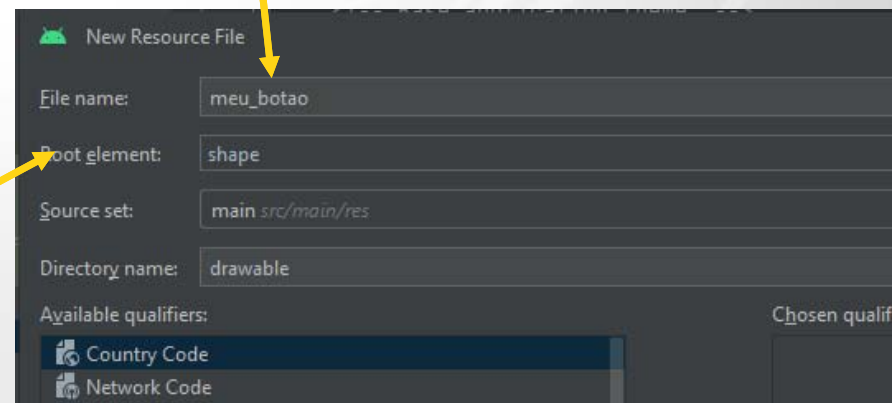 New Resource File
File name: meu_botao
Root element: shape
Source set: main src/main/res
Directory name: drawable
Available qualifiers: Chosen qualif
Country Code
Network Code